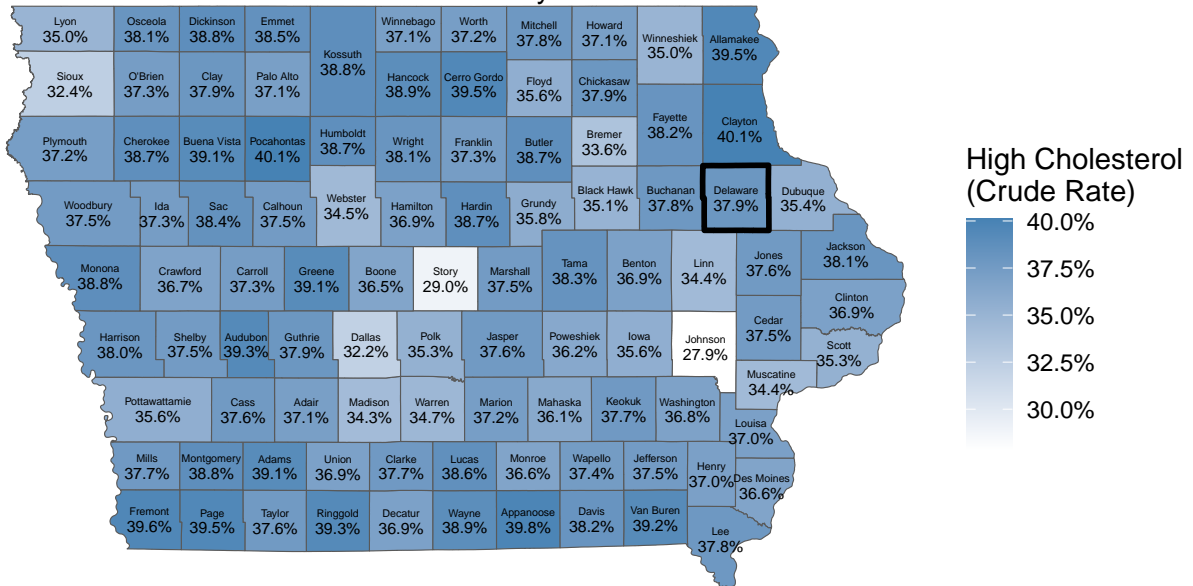 Lyon
35.0%
Osceola
38.1%
Dickinson
38.8%
Emmet
38.5%
Kossuth
38.8%
Winnebago
37.1%
Worth
37.2%
Mitchell
37.8%
Howard
37.1%
Winneshiek
35.0%
Allamakee
39.5%
Sioux
32.4%
O'Brien
37.3%
Clay
37.9%
Palo Alto
37.1%
Hancock
38.9%
Cerro Gordo
39.5%
Floyd
35.6%
Chickasaw
37.9%
Fayette
38.2%
Clayton
40.1%
Plymouth
37.2%
Cherokee
38.7%
Buena Vista
39.1%
Pocahontas
40.1%
Humboldt
38.7%
Wright
38.1%
Franklin
37.3%
Butler
38.7%
Bremer
33.6%
Woodbury
37.5%
Ida
37.3%
Sac
38.4%
Calhoun
37.5%
Webster
34.5%
Hamilton
36.9%
Hardin
38.7%
Grundy
35.8%
Black Hawk
35.1%
Buchanan
37.8%
Delaware
37.9%
Dubuque
35.4%
Monona
38.8%
Crawford
36.7%
Carroll
37.3%
Greene
39.1%
Boone
36.5%
Story
29.0%
Marshall
37.5%
Tama
38.3%
Benton
36.9%
Linn
34.4%
Jones
37.6%
Jackson
38.1%
Clinton
36.9%
Harrison
38.0%
Shelby
37.5%
Audubon
39.3%
Guthrie
37.9%
Dallas
32.2%
Polk
35.3%
Jasper
37.6%
Poweshiek
36.2%
Iowa
35.6%
Johnson
27.9%
Cedar
37.5%
Scott
35.3%
Muscatine
34.4%
Pottawattamie
35.6%
Cass
37.6%
Adair
37.1%
Madison
34.3%
Warren
34.7%
Marion
37.2%
Mahaska
36.1%
Keokuk
37.7%
Washington
36.8%
Louisa
37.0%
Mills
37.7%
Montgomery
38.8%
Adams
39.1%
Union
36.9%
Clarke
37.7%
Lucas
38.6%
Monroe
36.6%
Wapello
37.4%
Jefferson
37.5%
Henry
37.0%
Des Moines
36.6%
Fremont
39.6%
Page
39.5%
Taylor
37.6%
Ringgold
39.3%
Decatur
36.9%
Wayne
38.9%
Appanoose
39.8%
Davis
38.2%
Van Buren
39.2%
Lee
37.8%
High Cholesterol
(Crude Rate)
40.0%
37.5%
35.0%
32.5%
30.0%